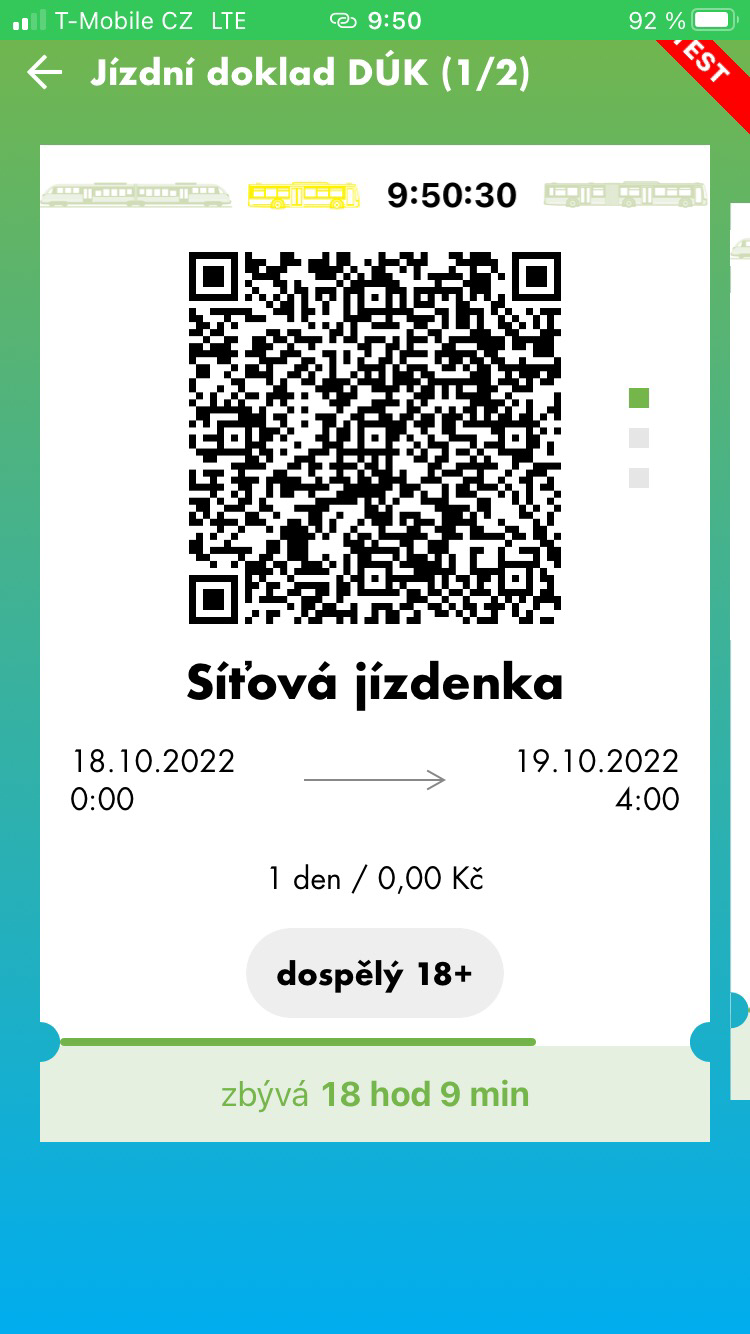 T-Mobile CZ LTE 9:50 92 %
Jízdní doklad DÚK (1/2)
TEST
9:50:30
Síťová jízdenka
18.10.2022 19.10.2022
0:00 4:00
1 den / 0,00 Kč
dospělý 18+
zbývá 18 hod 9 min